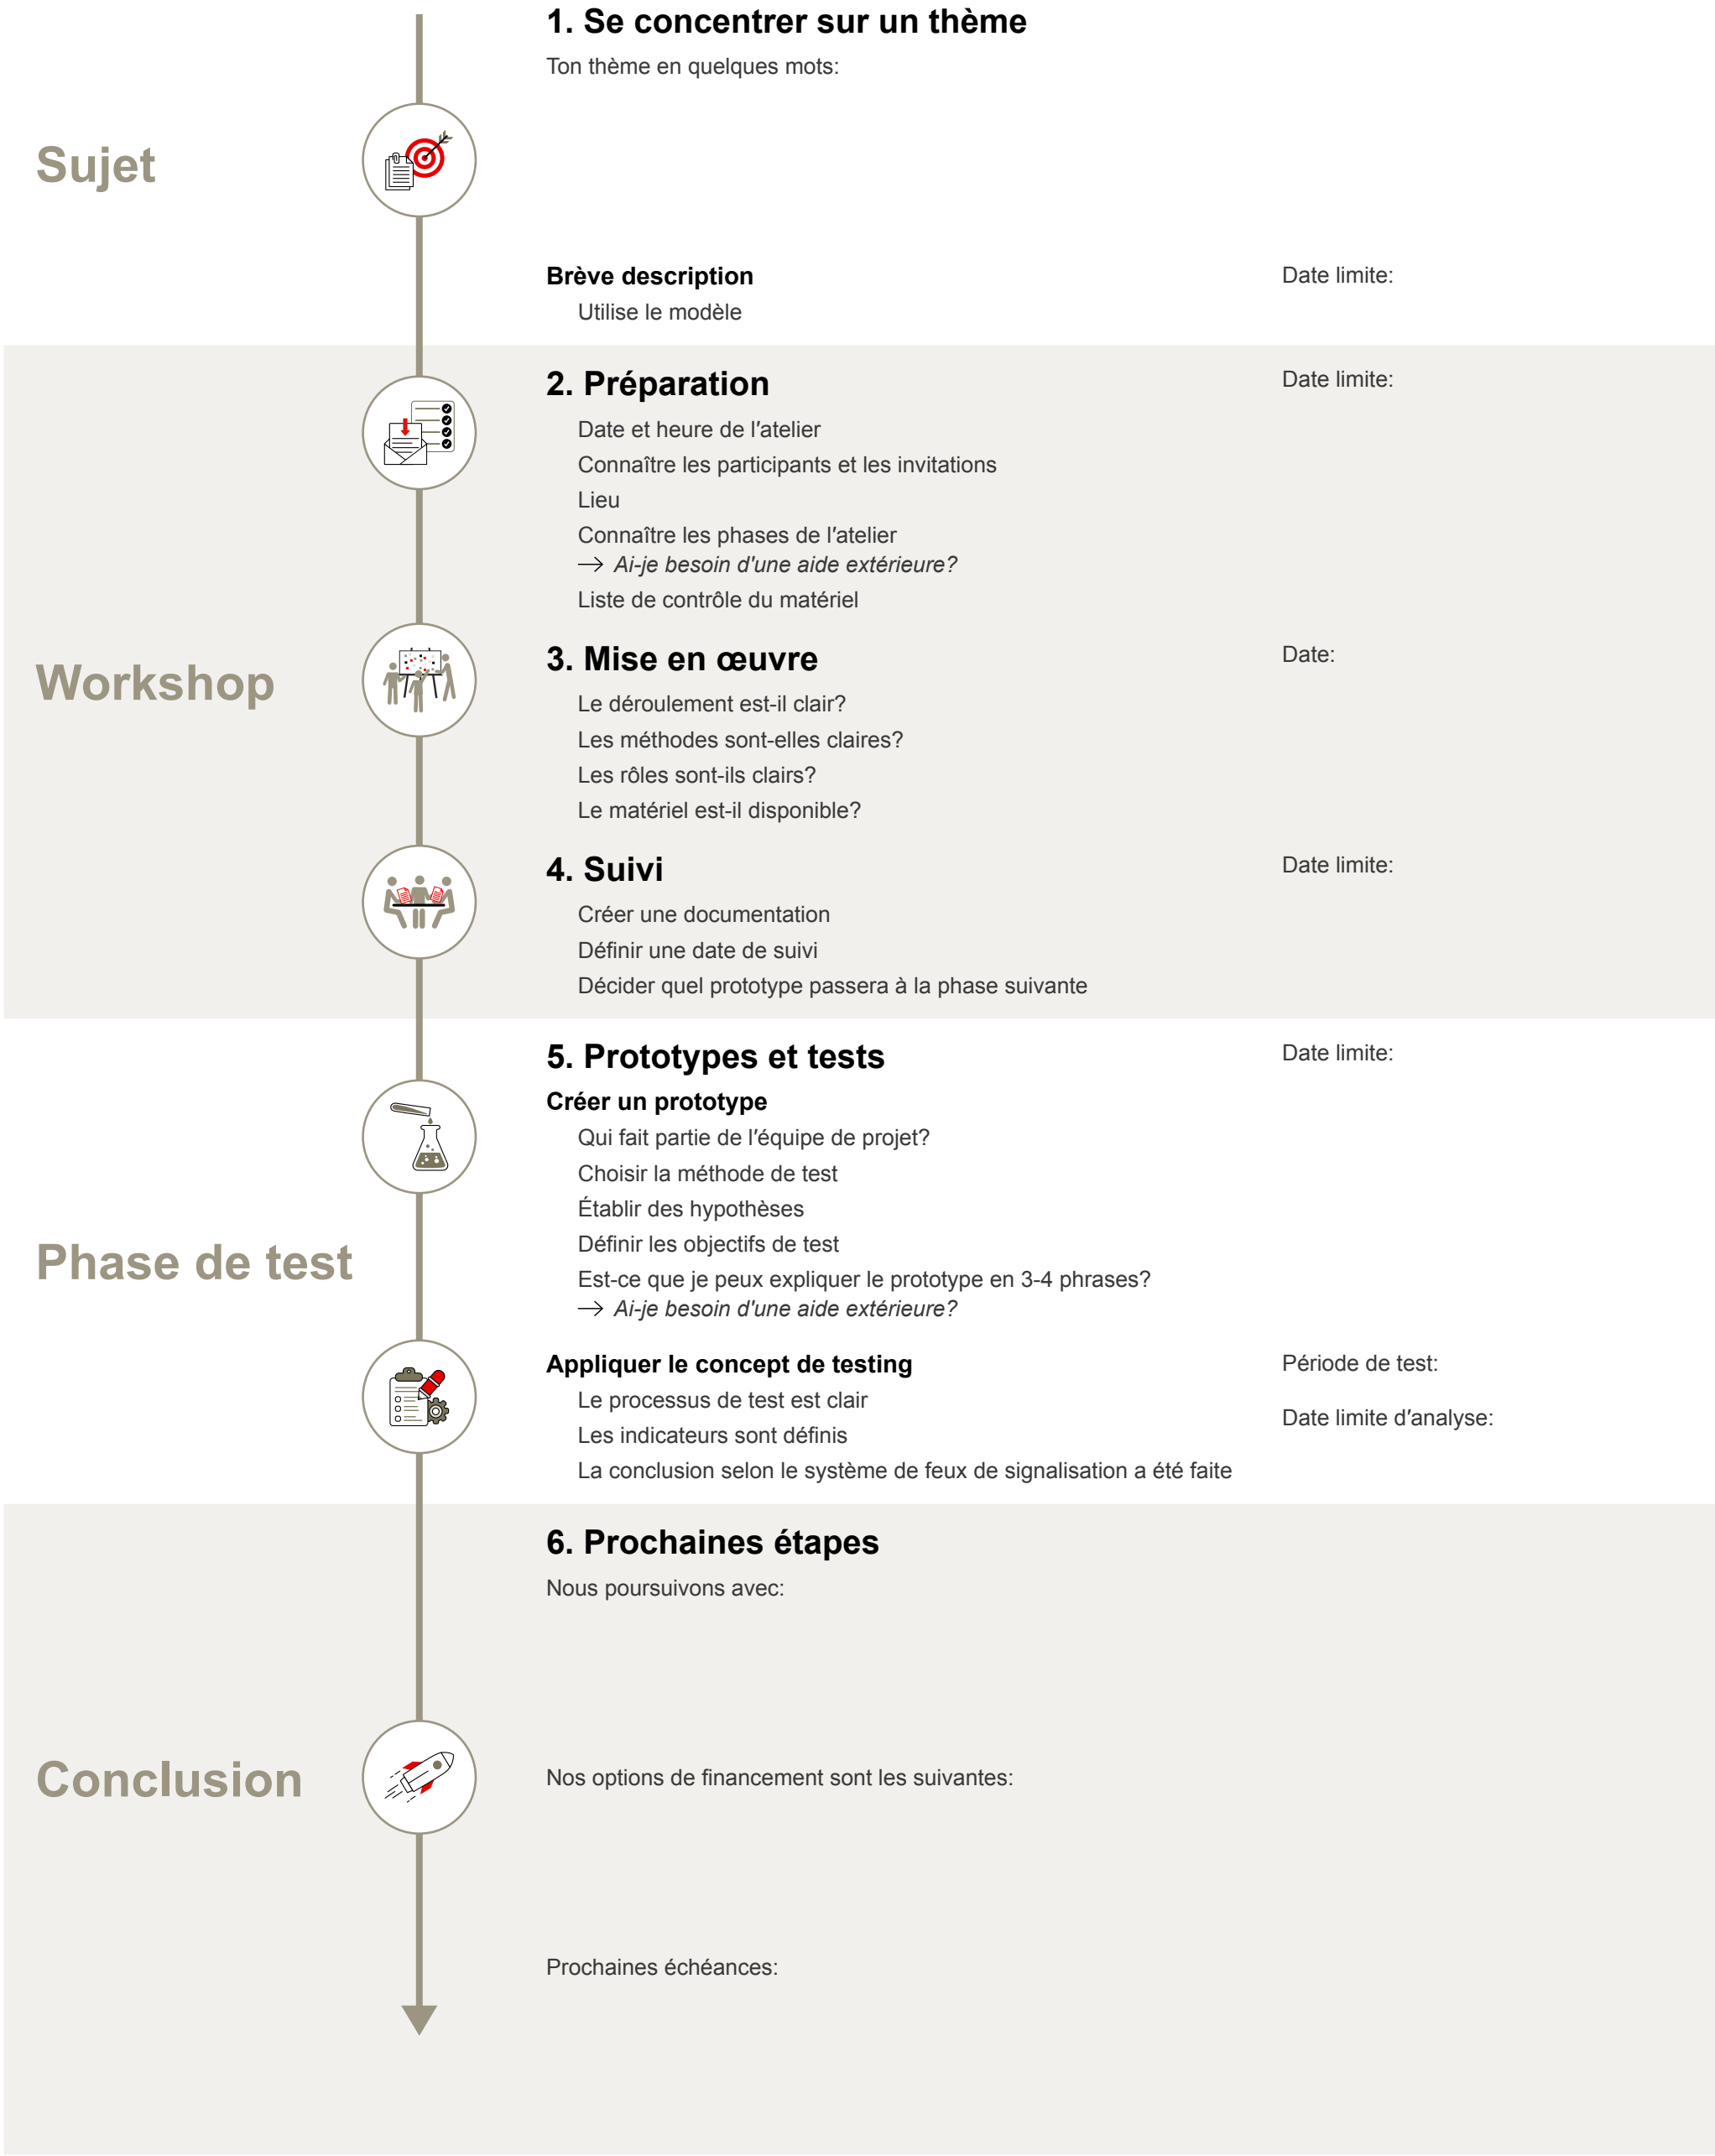 1. Se concentrer sur un thème
Ton thème en quelques mots:
Sujet
Brève description
Date limite:
Utilise le modèle
2. Préparation
Date limite:
Date et heure de l'atelier
Connaître les participants et les invitations
Lieu
Connaître les phases de l'atelier
→ Ai-je besoin d'une aide extérieure?
Liste de contrôle du matériel
Workshop
3. Mise en œuvre
Date:
Le déroulement est-il clair?
Les méthodes sont-elles claires?
Les rôles sont-ils clairs?
Le matériel est-il disponible?
4. Suivi
Date limite:
Créer une documentation
Définir une date de suivi
Décider quel prototype passera à la phase suivante
5. Prototypes et tests
Date limite:
Créer un prototype
Qui fait partie de l'équipe de projet?
Choisir la méthode de test
Établir des hypothèses
Définir les objectifs de test
Phase de test
Est-ce que je peux expliquer le prototype en 3-4 phrases?
→ Ai-je besoin d'une aide extérieure?
Appliquer le concept de testing
Période de test:
Le processus de test est clair
Date limite d'analyse:
Les indicateurs sont définis
La conclusion selon le système de feux de signalisation a été faite
6. Prochaines étapes
Nous poursuivons avec:
Conclusion
Nos options de financement sont les suivantes:
Prochaines échéances: